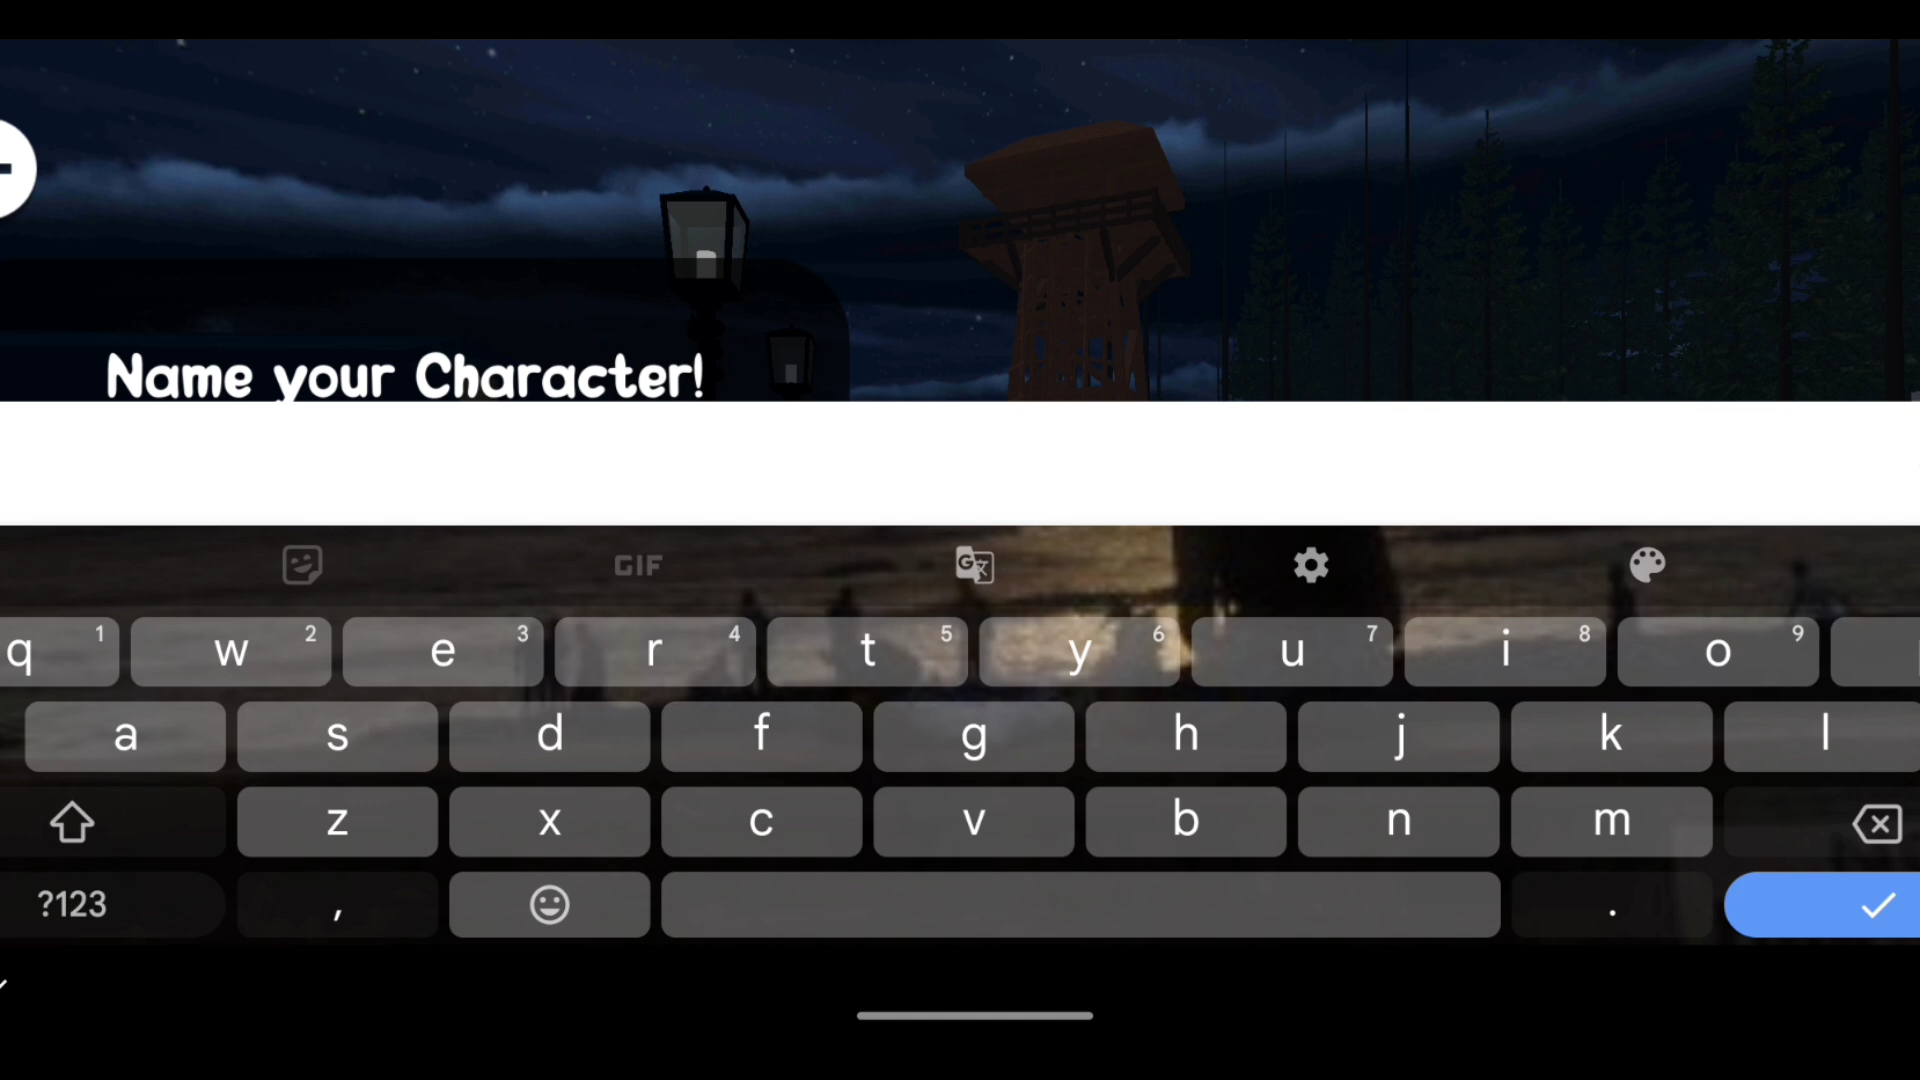 Name your Character!
GIF
G
q 1 w 2 e 3 r 4 t 5 y 6 u 7 i 8 o 9
a s d f g h j k l
z x c v b n m
?123 , .